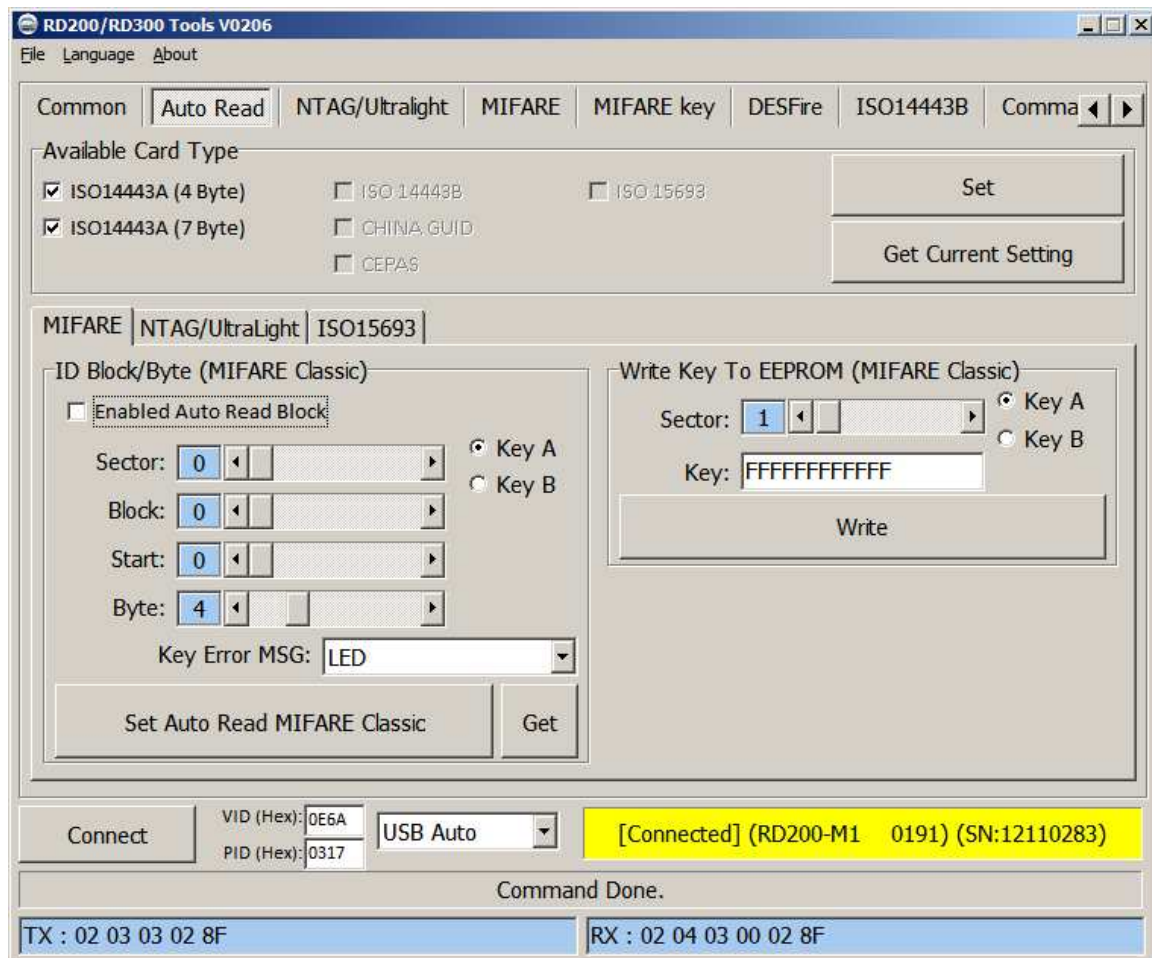 RD200/RD300 Tools V0206
File Language About
Common Auto Read NTAG/Ultralight MIFARE MIFARE key DESFire ISO14443B Comma
Available Card Type
ISO14443A (4 Byte) ISO 14443B ISO 15693 Set
ISO14443A (7 Byte) CHINA GUID
CEPAS Get Current Setting
MIFARE NTAG/UltraLight ISO15693
ID Block/Byte (MIFARE Classic)
Enabled Auto Read Block
Sector: 0 Key A
Key B
Block: 0
Start: 0
Byte: 4
Key Error MSG: LED
Set Auto Read MIFARE Classic Get
Write Key To EEPROM (MIFARE Classic)
Sector: 1 Key A
Key B
Key: FFFFFFFFFFFF
Write
Connect VID (Hex): 0E6A USB Auto [Connected] (RD200-M1 0191) (SN:12110283)
PID (Hex): 0317
Command Done.
TX : 02 03 03 02 8F RX : 02 04 03 00 02 8F